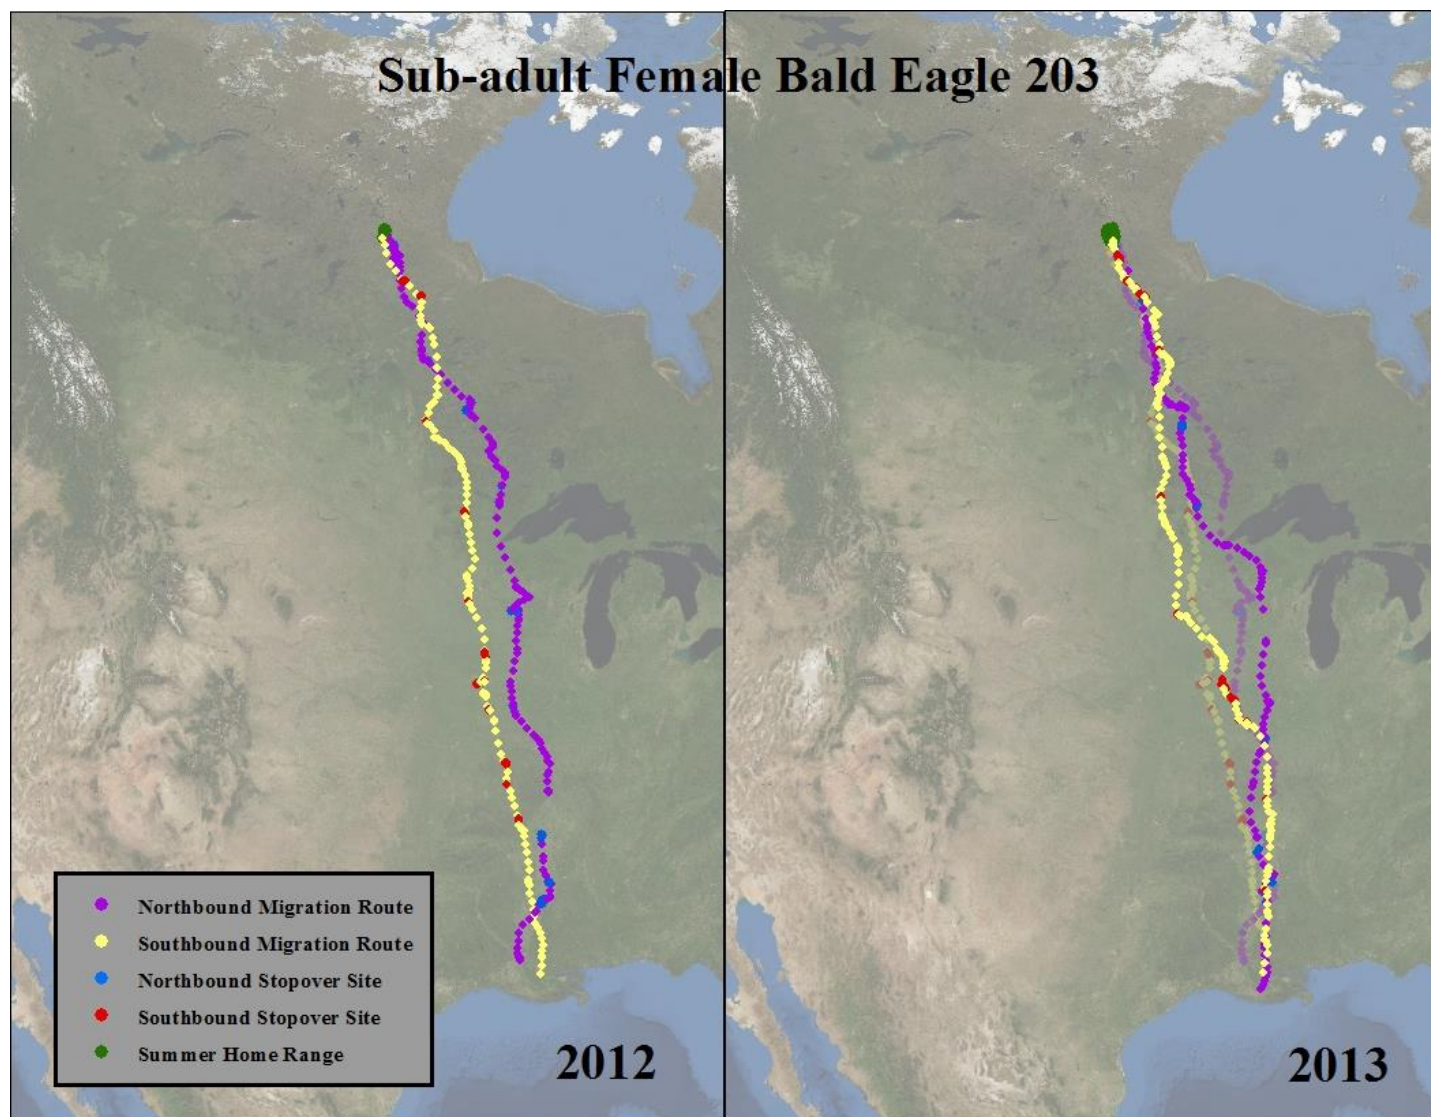 Sub-adult Female Bald Eagle 203
Northbound Migration Route
Southbound Migration Route
Northbound Stopover Site
Southbound Stopover Site
Summer Home Range
2012
2013